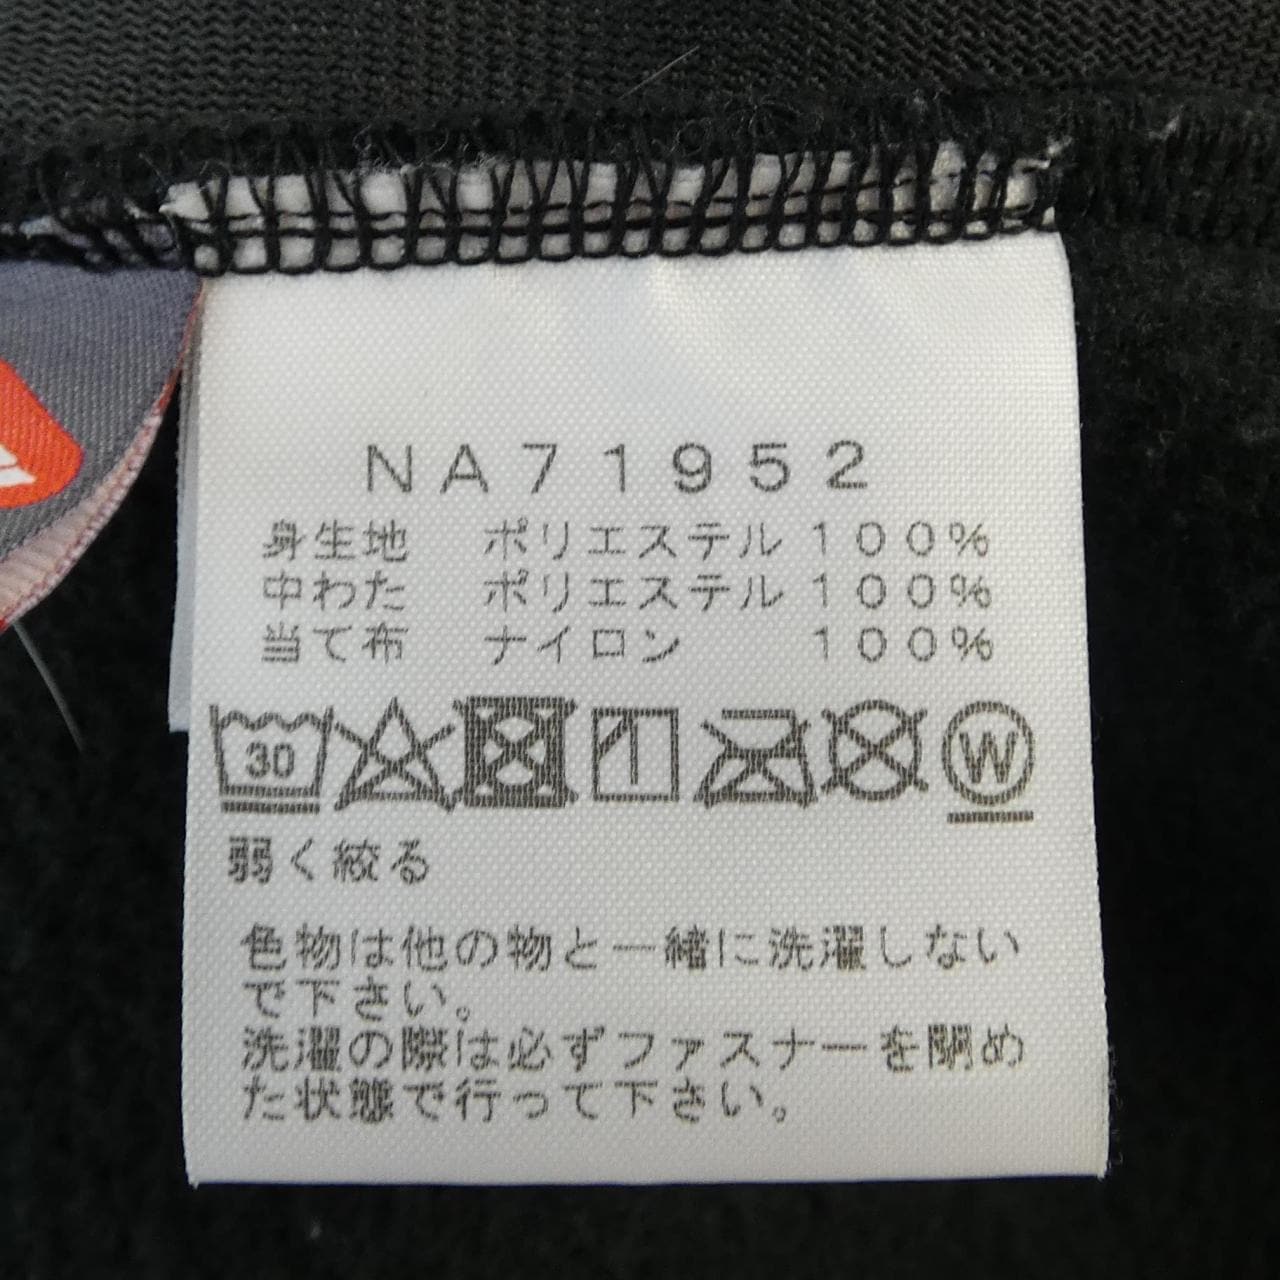 NA71952
身生地 ポリエステル100%
中わた ポリエステル100%
当て布 ナイロン 100%
30 W
弱く絞る
色物は他の物と一緒に洗濯しない
で下さい。
洗濯の際は必ずファスナーを閉め
た状態で行って下さい。